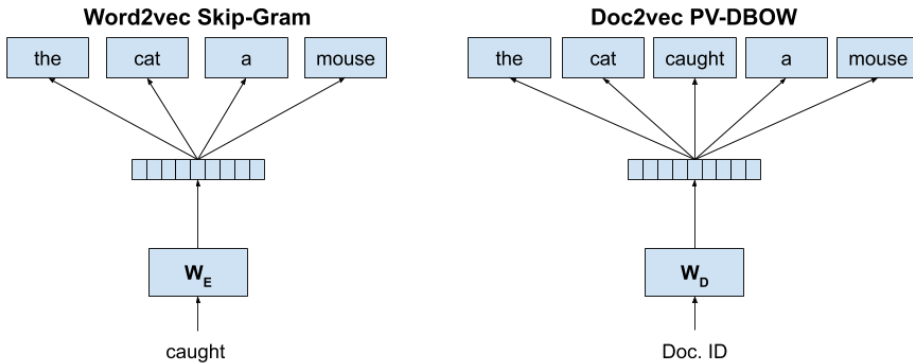 Word2vec Skip-Gram
the cat a mouse
W_E
caught
Doc2vec PV-DBOW
the cat caught a mouse
W_D
Doc. ID